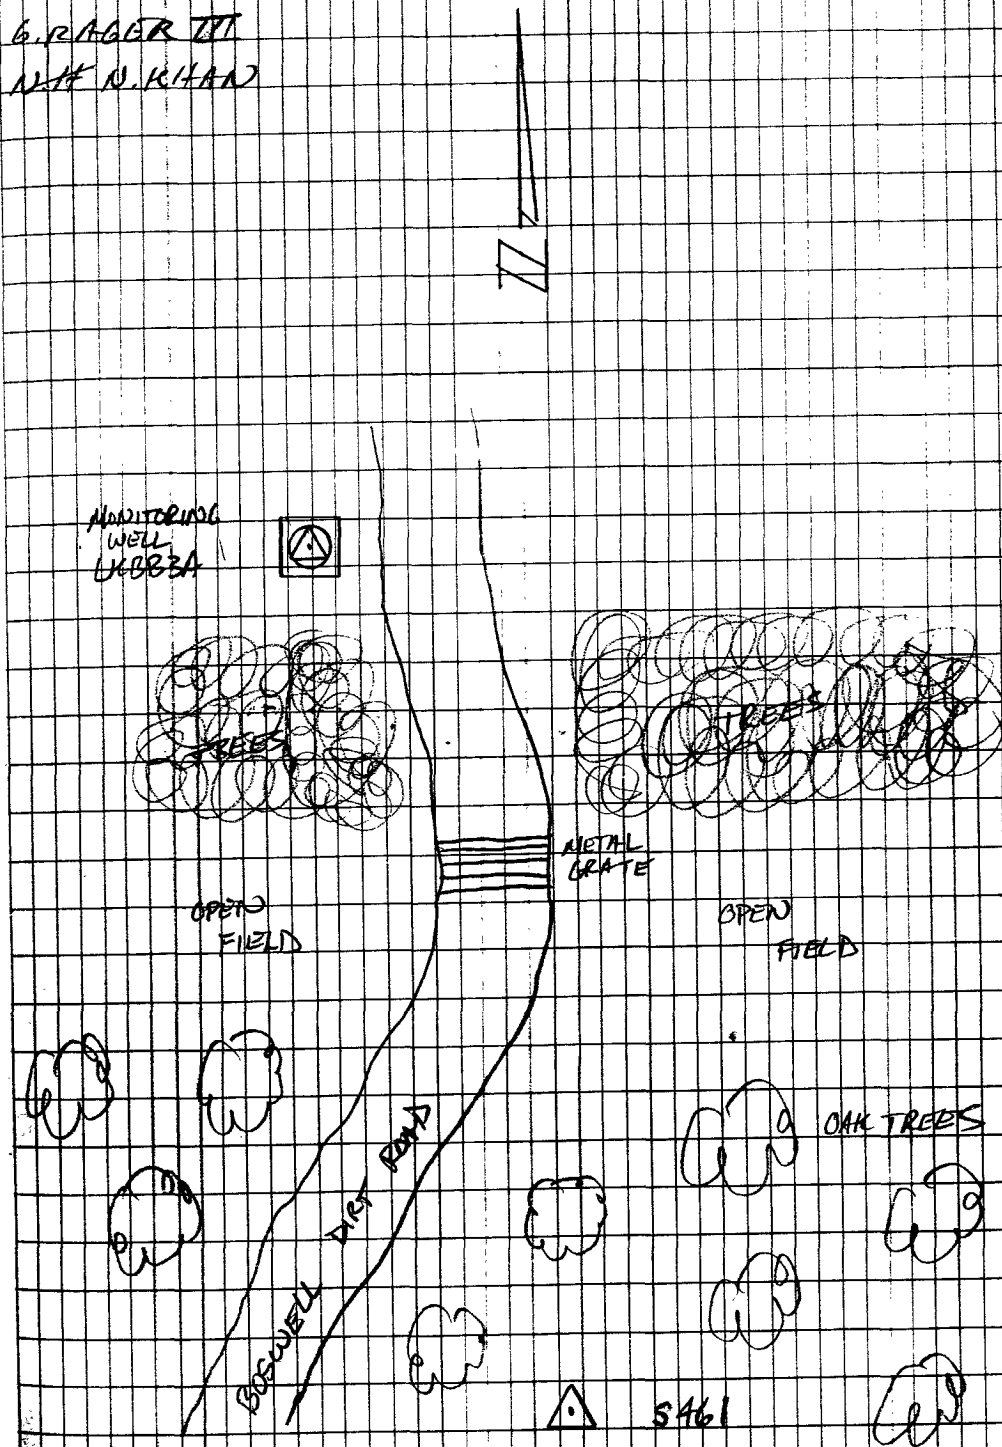 G. RAGER III
N. KHAN
N
MONITORING
WELL
TREES
TREES
METAL
GRATE
OPEN
FIELD
OPEN
FIELD
OAK TREES
BOSWELL DIRT ROAD
S461